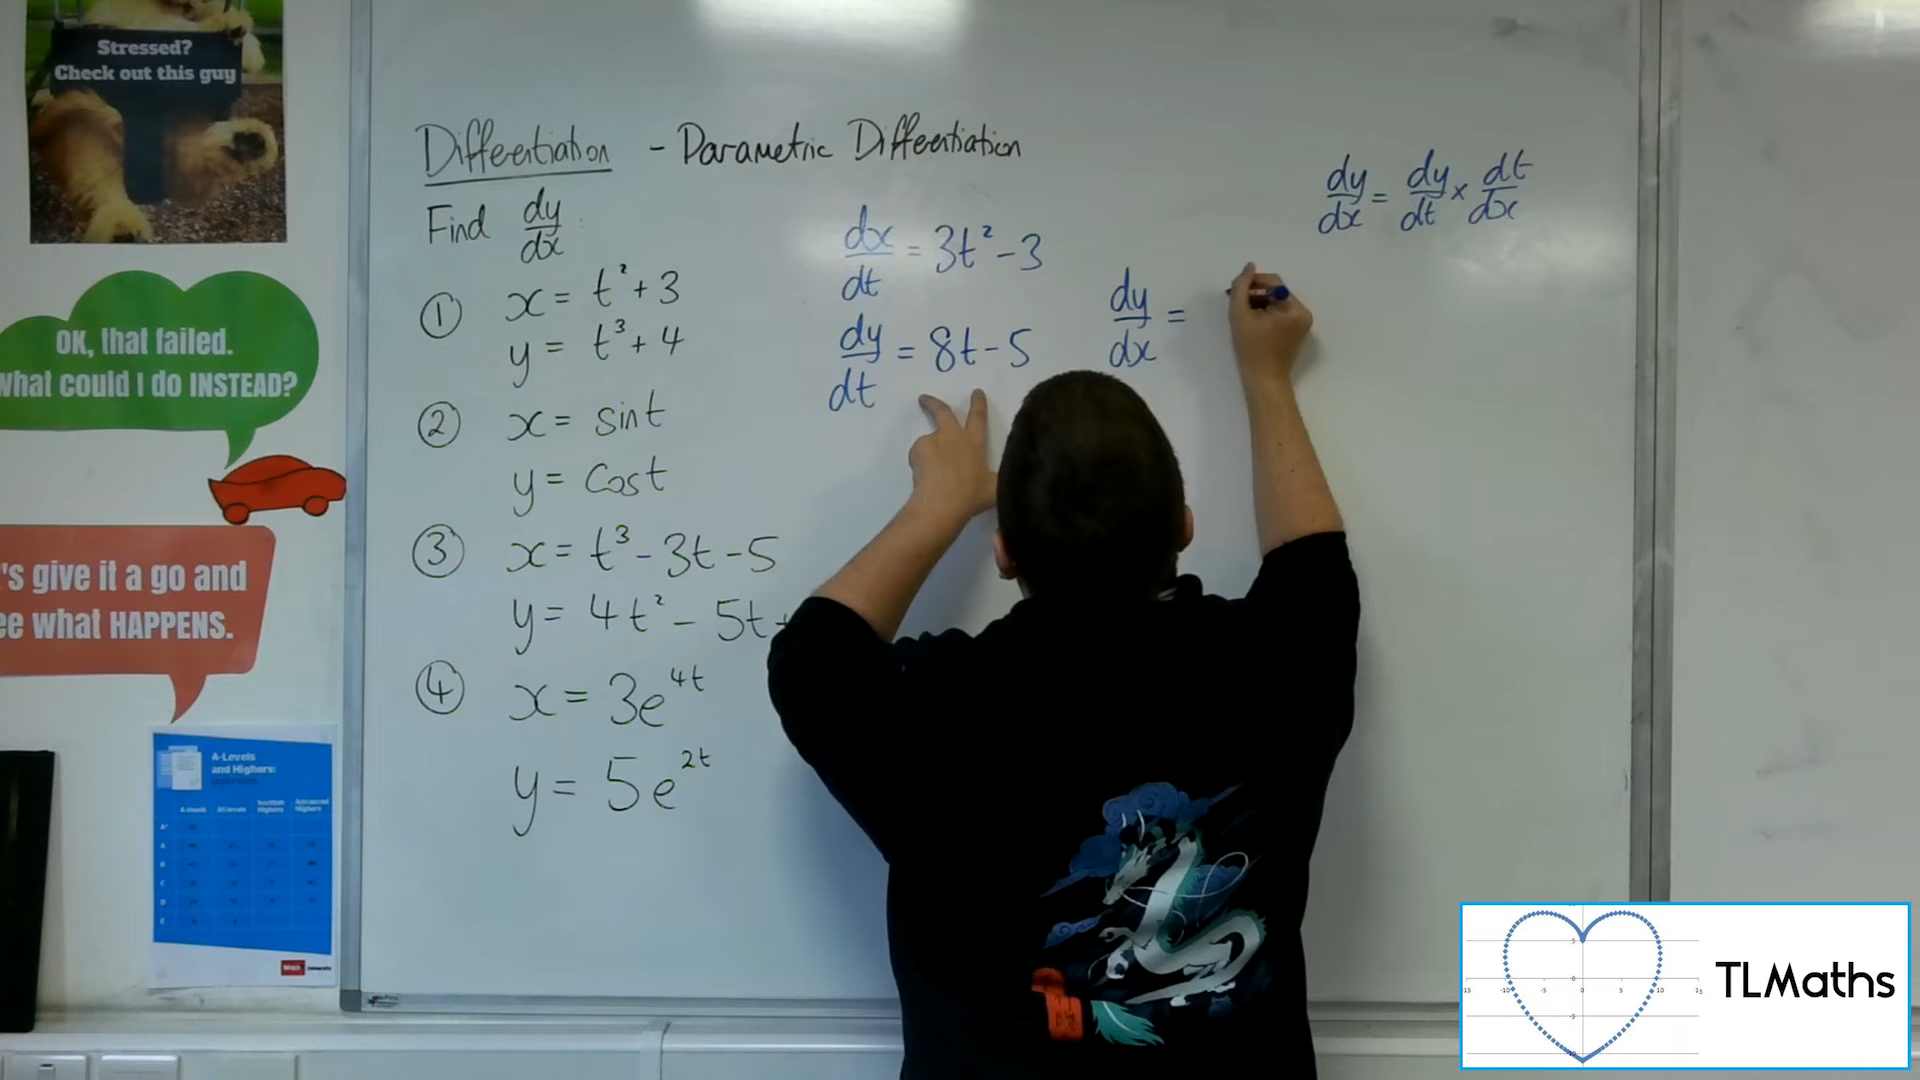 Stressed?
Check out this guy
OK, that failed.
What could I do INSTEAD?
's give it a go and
ee what HAPPENS.
A-Levels
and Highers:
Differentiation - Parametric Differentiation
Find dy/dx
① x = t² + 3
y = t³ + 4
② x = sin t
y = cos t
③ x = t³ - 3t - 5
y = 4t² - 5t +
④ x = 3e^4t
y = 5e^2t
dx/dt = 3t² - 3
dy/dt = 8t - 5
dy/dx =
dy/dx = dy/dt × dt/dx
TLMaths